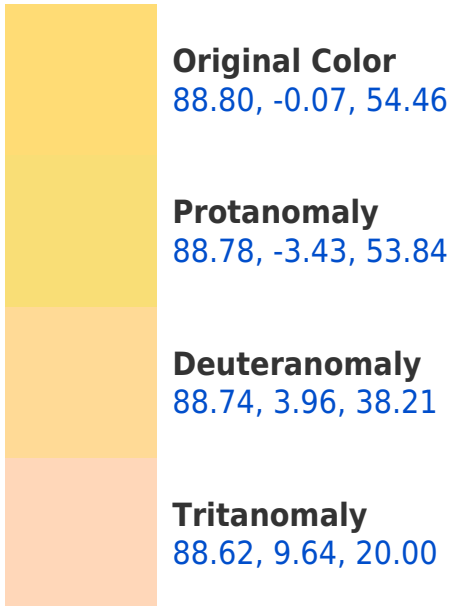 Original Color
88.80, -0.07, 54.46
Protanomaly
88.78, -3.43, 53.84
Deuteranomaly
88.74, 3.96, 38.21
Tritanomaly
88.62, 9.64, 20.00